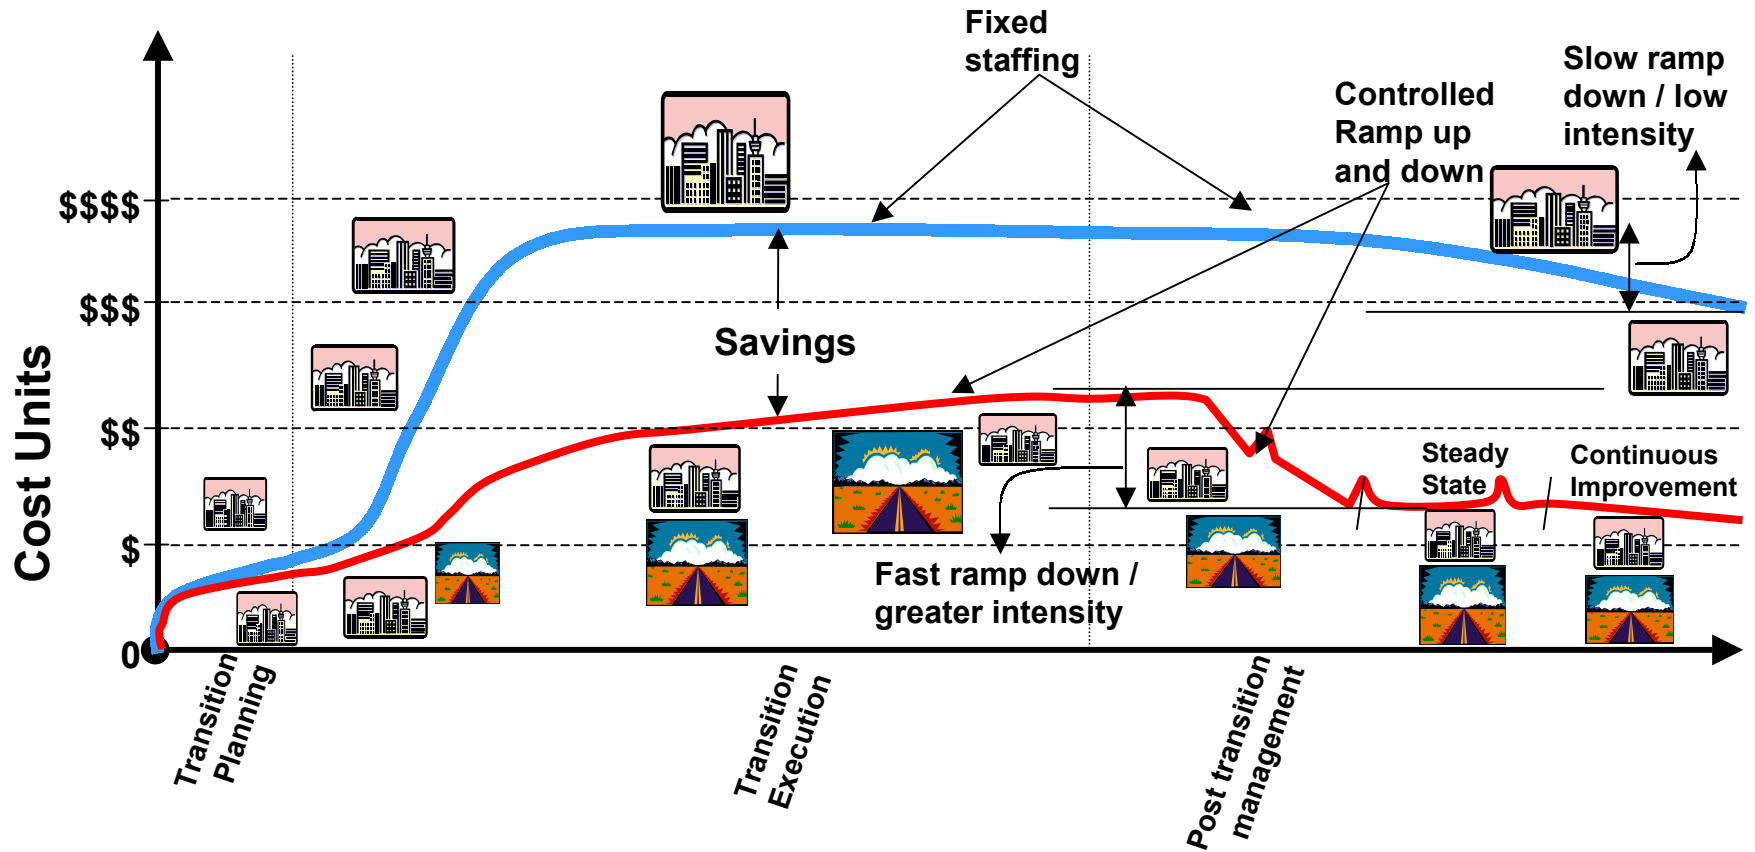 Fixed
staffing
Slow ramp
down / low
intensity
Controlled
Ramp up
and down
$$$$
$$$
Savings
Cost Units
$$
Steady
State
Continuous
Improvement
$
Fast ramp down /
greater intensity
0
Transition
Planning
Transition
Execution
Post transition
management